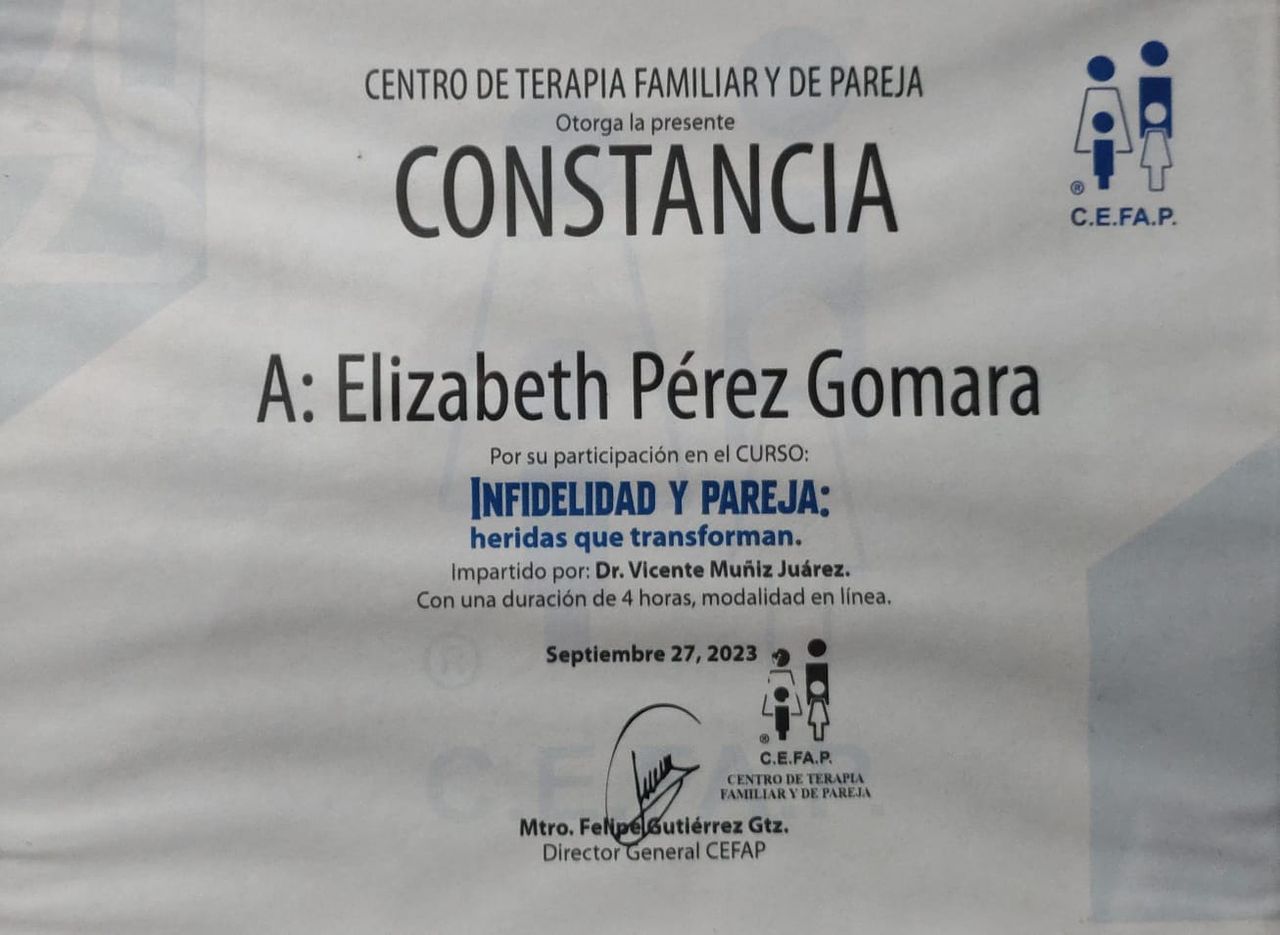 CENTRO DE TERAPIA FAMILIAR Y DE PAREJA
Otorga la presente
CONSTANCIA
®
C.E.FA.P.
A: Elizabeth Pérez Gomara
Por su participación en el CURSO:
INFIDELIDAD Y PAREJA:
heridas que transforman.
Impartido por: Dr. Vicente Muñiz Juárez.
Con una duración de 4 horas, modalidad en línea.
Septiembre 27, 2023
®
C.E.FA.P.
CENTRO DE TERAPIA
FAMILIAR Y DE PAREJA
Mtro. Felipe Gutiérrez Gtz.
Director General CEFAP
®
C.E.FA.P.